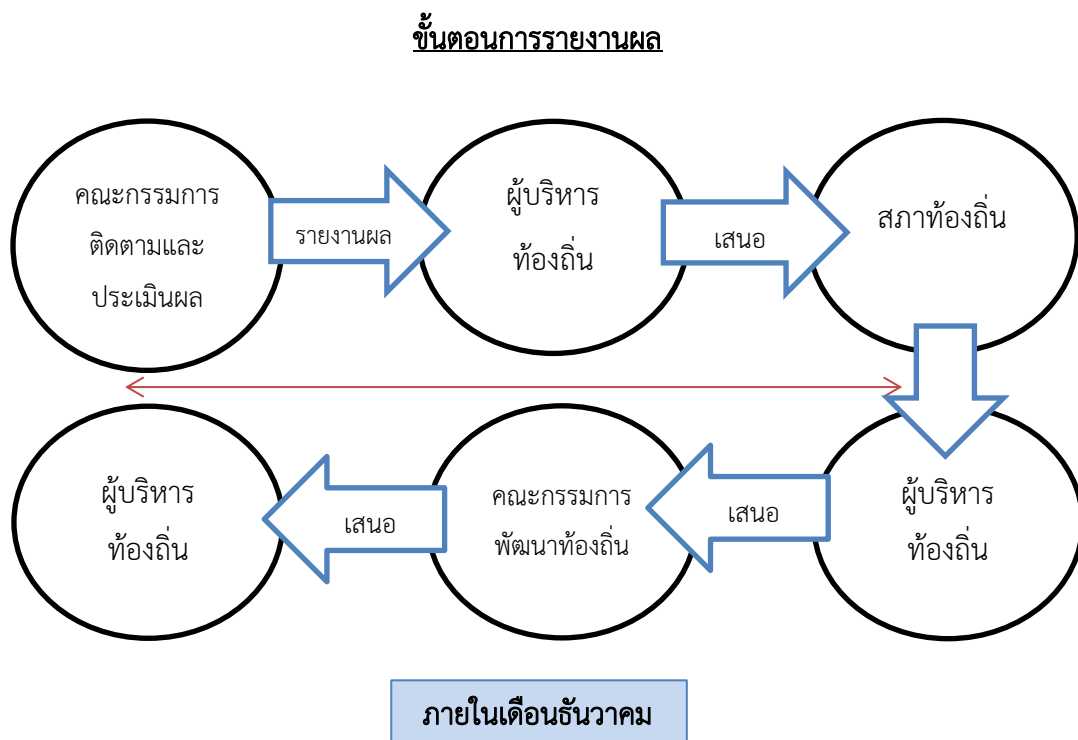 ขั้นตอนการรายงานผล
คณะกรรมการ
ติดตามและ
ประเมินผล
รายงานผล
ผู้บริหาร
ท้องถิ่น
เสนอ
สภาท้องถิ่น
ผู้บริหาร
ท้องถิ่น
เสนอ
คณะกรรมการ
พัฒนาท้องถิ่น
เสนอ
ผู้บริหาร
ท้องถิ่น
ภายในเดือนธันวาคม